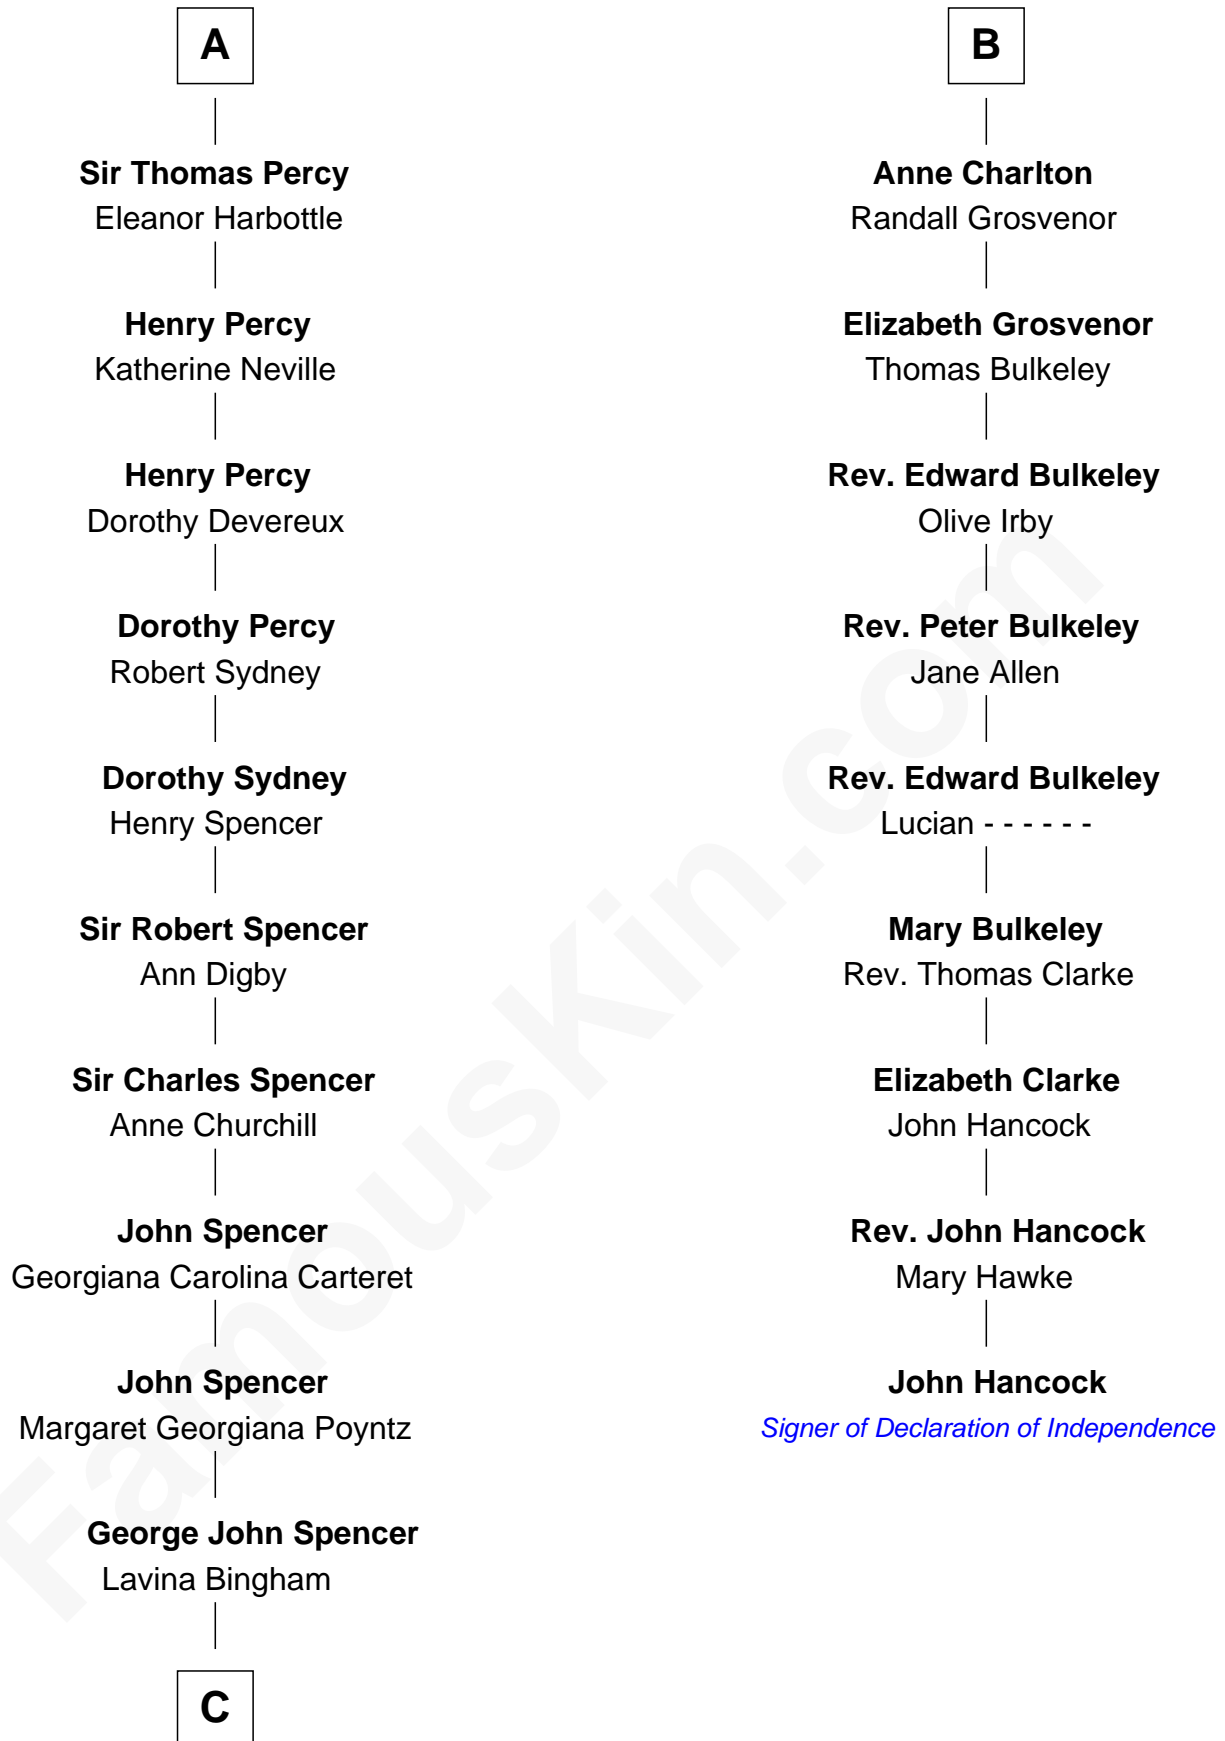 A
Sir Thomas Percy
Eleanor Harbottle
Henry Percy
Katherine Neville
Henry Percy
Dorothy Devereux
Dorothy Percy
Robert Sydney
Dorothy Sydney
Henry Spencer
Sir Robert Spencer
Ann Digby
Sir Charles Spencer
Anne Churchill
John Spencer
Georgiana Carolina Carteret
John Spencer
Margaret Georgiana Poyntz
George John Spencer
Lavina Bingham
C
B
Anne Charlton
Randall Grosvenor
Elizabeth Grosvenor
Thomas Bulkeley
Rev. Edward Bulkeley
Olive Irby
Rev. Peter Bulkeley
Jane Allen
Rev. Edward Bulkeley
Lucian - - - - - -
Mary Bulkeley
Rev. Thomas Clarke
Elizabeth Clarke
John Hancock
Rev. John Hancock
Mary Hawke
John Hancock
Signer of Declaration of Independence
FamousKin.com